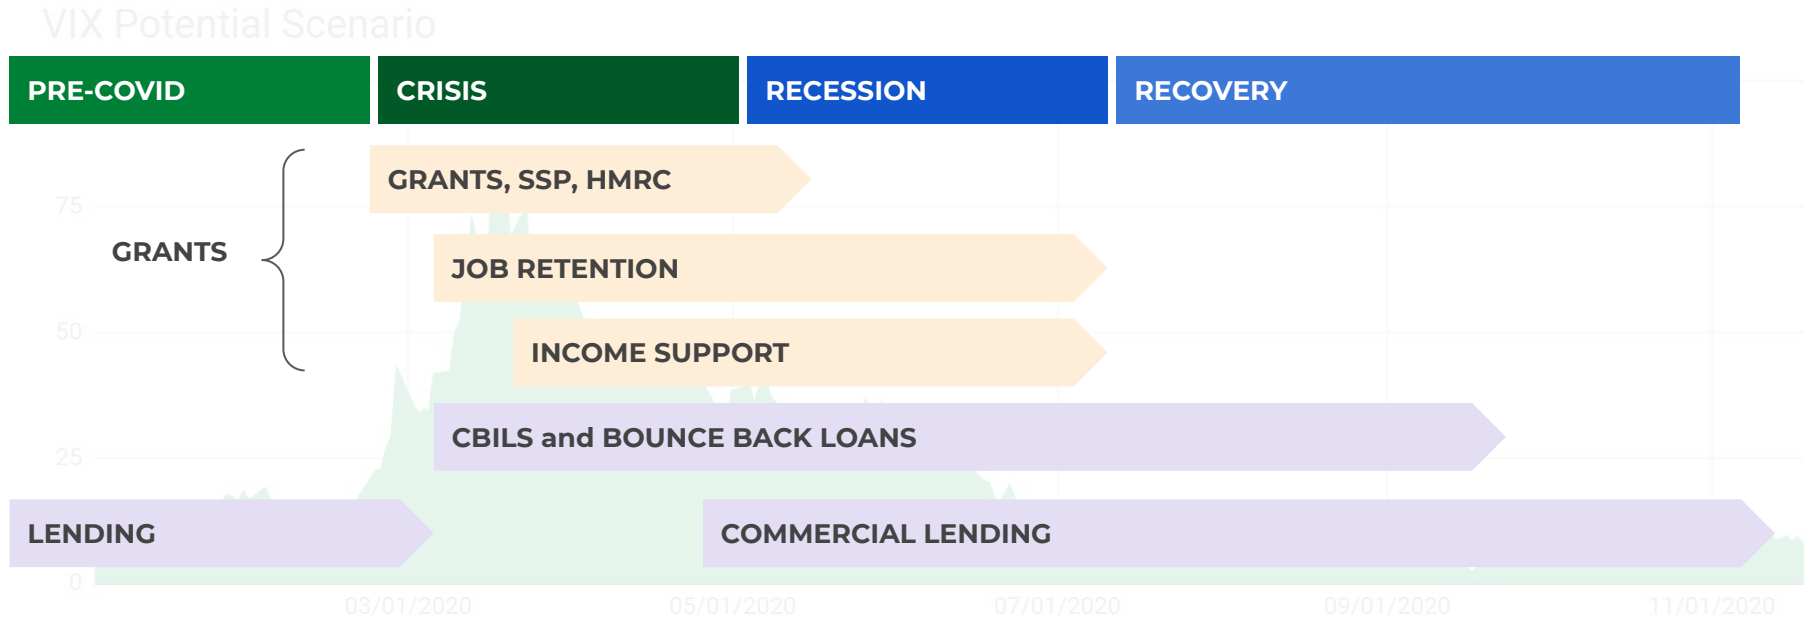 VIX Potential Scenario
PRE-COVID
CRISIS
RECESSION
RECOVERY
GRANTS, SSP, HMRC
75
GRANTS
JOB RETENTION
50
INCOME SUPPORT
CBILS and BOUNCE BACK LOANS
25
LENDING
COMMERCIAL LENDING
0
03/01/2020
05/01/2020
07/01/2020
09/01/2020
11/01/2020